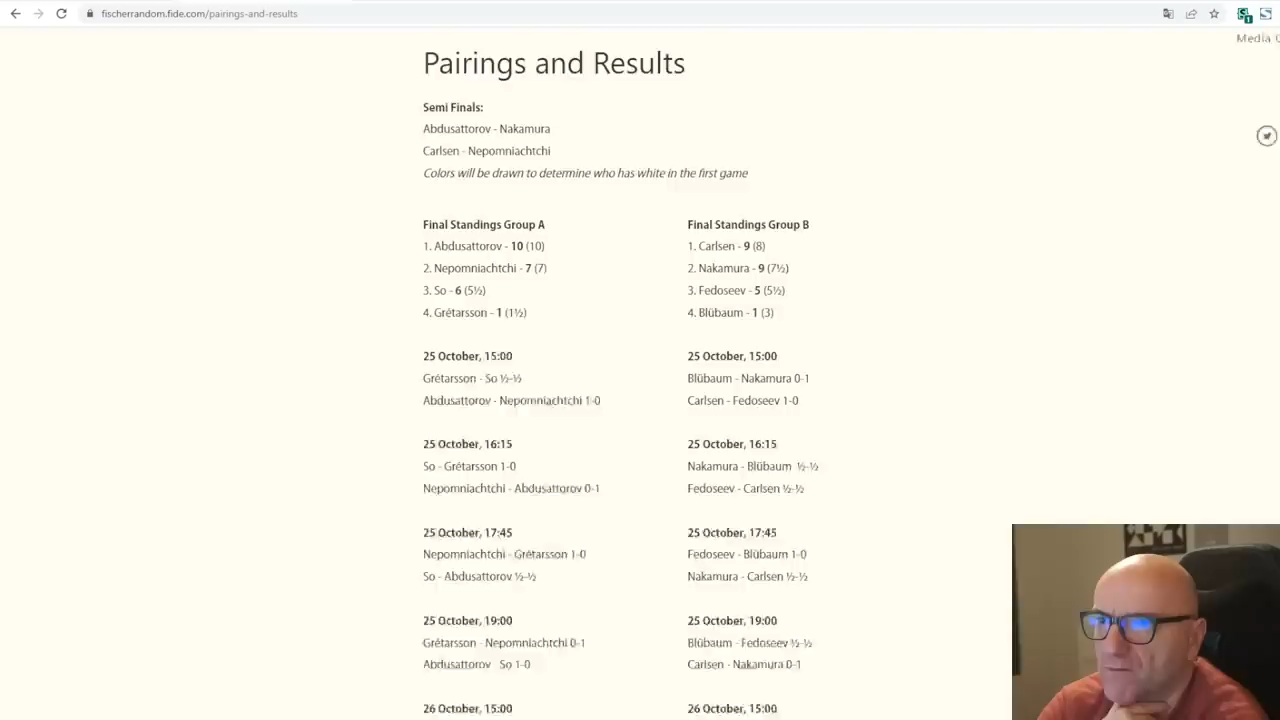 fischerrandom.fide.com/pairings-and-results
Media
Pairings and Results
Semi Finals:
Abdusattorov - Nakamura
Carlsen - Nepomniachtchi
Colors will be drawn to determine who has white in the first game
Final Standings Group A
1. Abdusattorov - 10 (10)
2. Nepomniachtchi - 7 (7)
3. So - 6 (5½)
4. Grétarsson - 1 (1½)
Final Standings Group B
1. Carlsen - 9 (8)
2. Nakamura - 9 (7½)
3. Fedoseev - 5 (5½)
4. Blübaum - 1 (3)
25 October, 15:00
Grétarsson - So ½-½
Abdusattorov - Nepomniachtchi 1-0
25 October, 15:00
Blübaum - Nakamura 0-1
Carlsen - Fedoseev 1-0
25 October, 16:15
So - Grétarsson 1-0
Nepomniachtchi - Abdusattorov 0-1
25 October, 16:15
Nakamura - Blübaum ½-½
Fedoseev - Carlsen ½-½
25 October, 17:45
Nepomniachtchi - Grétarsson 1-0
So - Abdusattorov ½-½
25 October, 17:45
Fedoseev - Blübaum 1-0
Nakamura - Carlsen ½-½
25 October, 19:00
Grétarsson - Nepomniachtchi 0-1
Abdusattorov - So 1-0
25 October, 19:00
Blübaum - Fedoseev ½-½
Carlsen - Nakamura 0-1
26 October, 15:00
26 October, 15:00